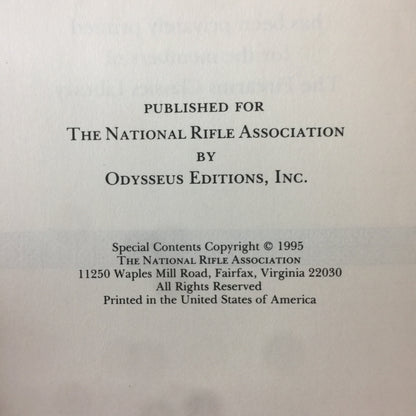 PUBLISHED FOR
THE NATIONAL RIFLE ASSOCIATION
BY
ODYSSEUS EDITIONS, INC.
Special Contents Copyright © 1995
THE NATIONAL RIFLE ASSOCIATION
11250 Waples Mill Road, Fairfax, Virginia 22030
All Rights Reserved
Printed in the United States of America